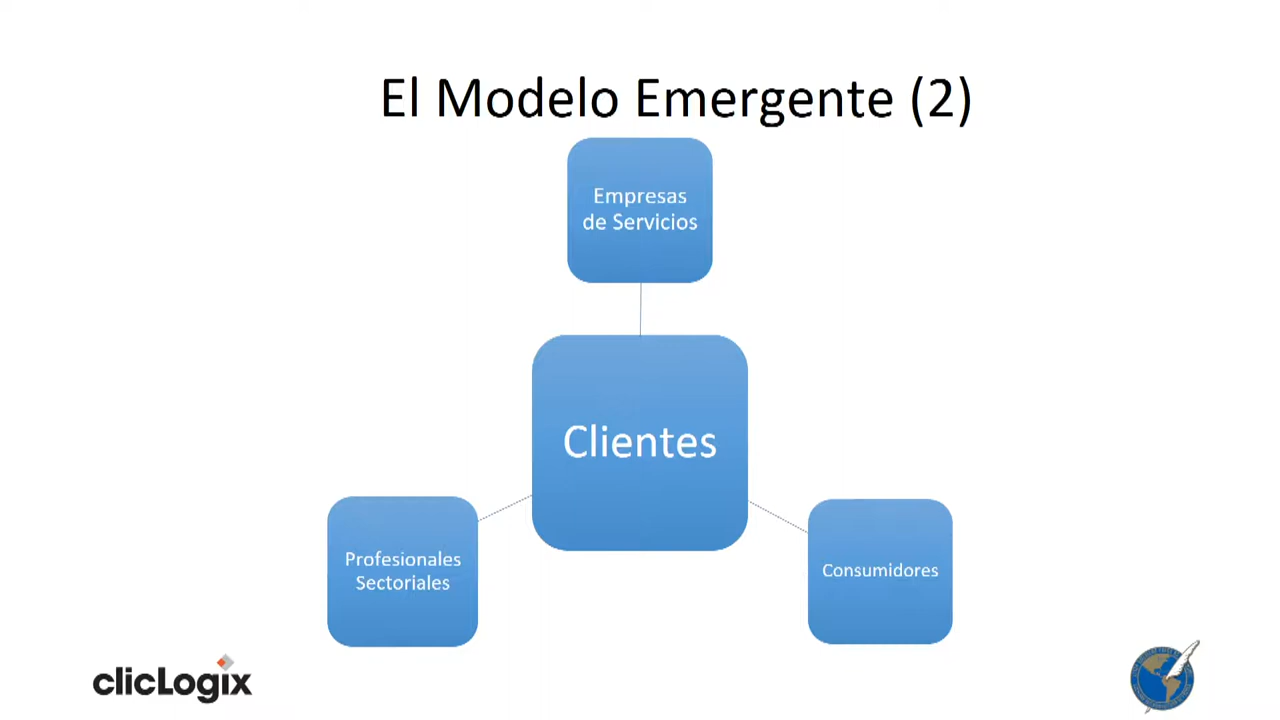 El Modelo Emergente (2)
Empresas
de Servicios
Clientes
Profesionales
Sectoriales
Consumidores
clicLogix